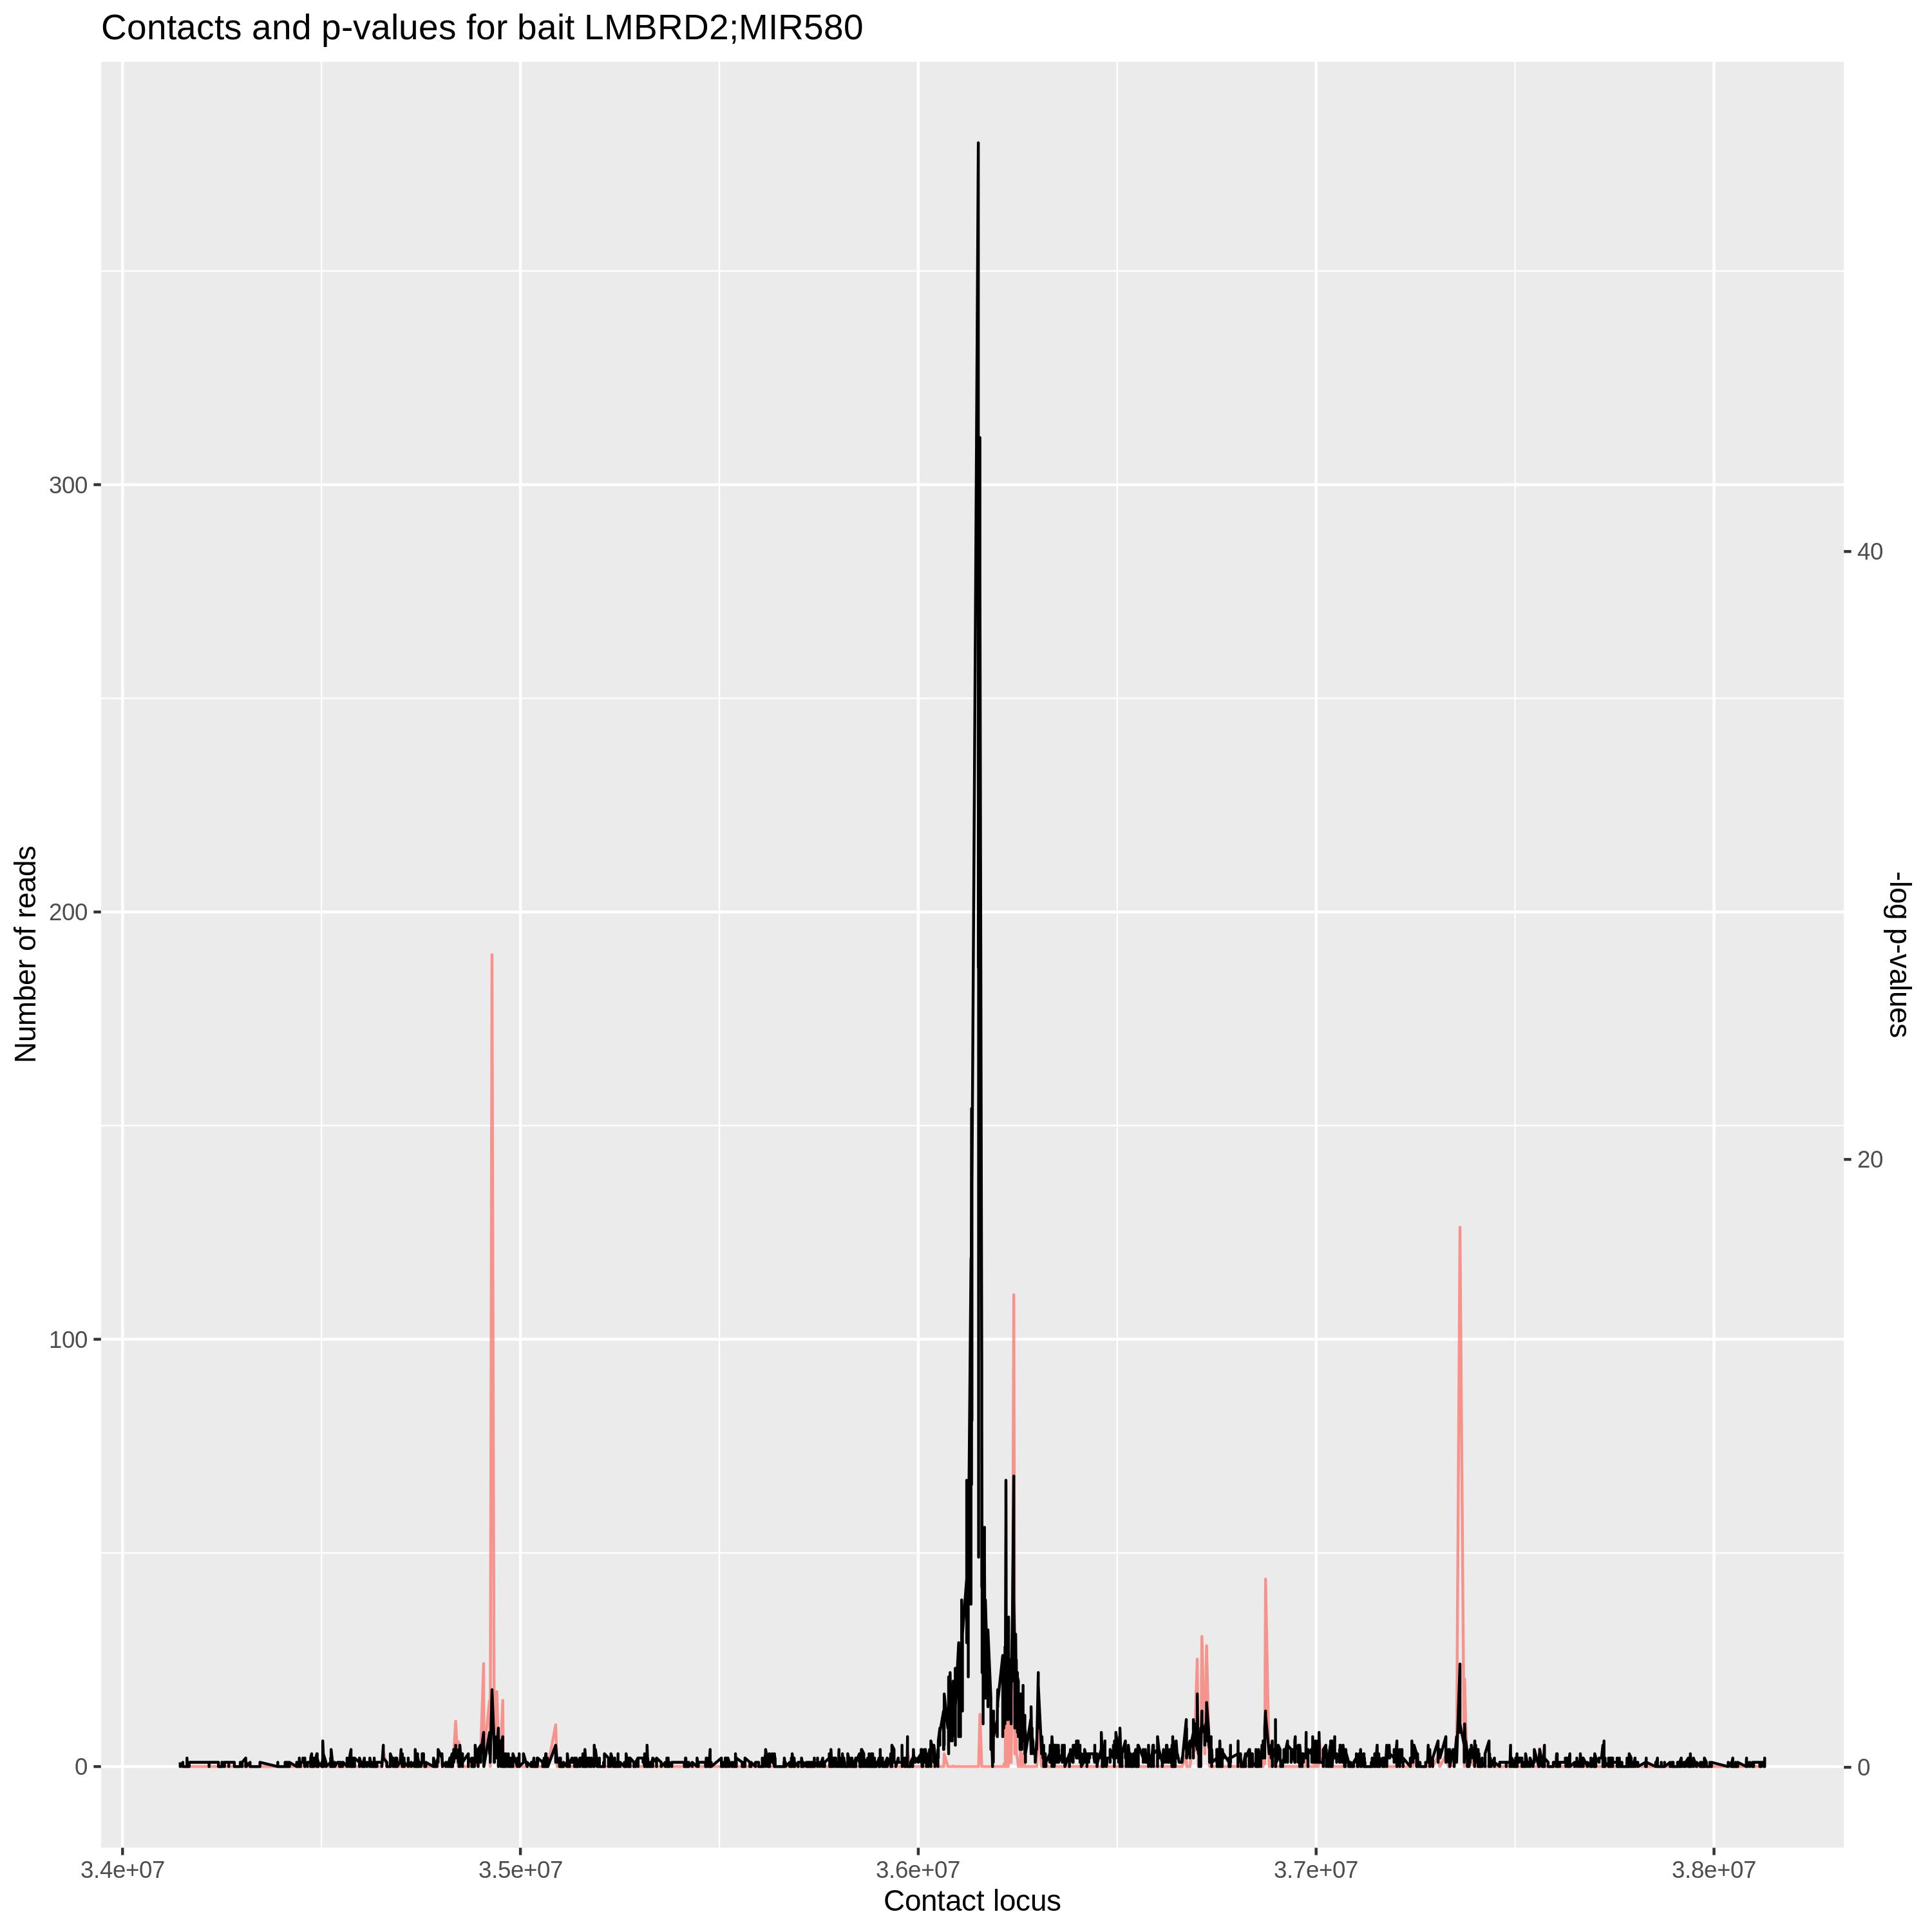 Contacts and p-values for bait LMBRD2;MIR580
Number of reads
300
200
100
0
40
20
0
-log p-values
3.4e+07
3.5e+07
3.6e+07
3.7e+07
3.8e+07
Contact locus